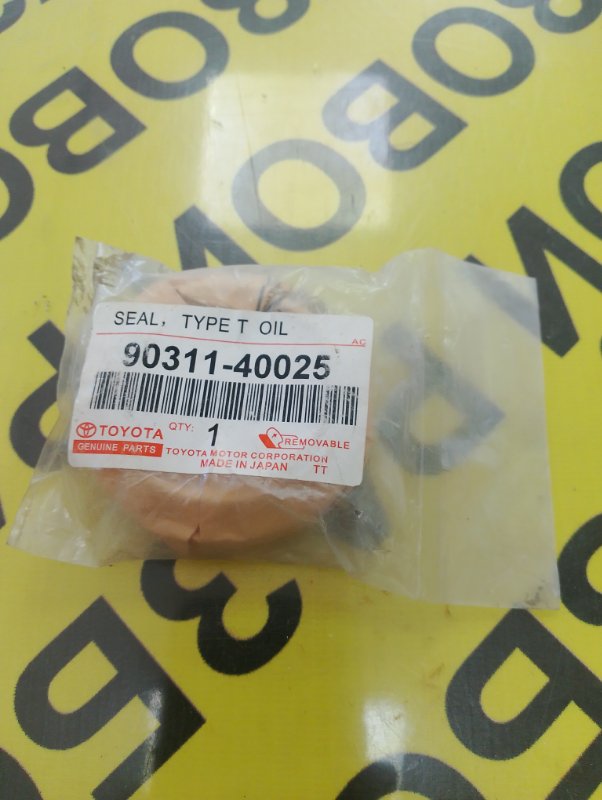 SEAL, TYPE T OIL
AC
90311-40025
TOYOTA
GENUINE PARTS
QTY:
1
REMOVABLE
TOYOTA MOTOR CORPORATION
MADE IN JAPAN
TT